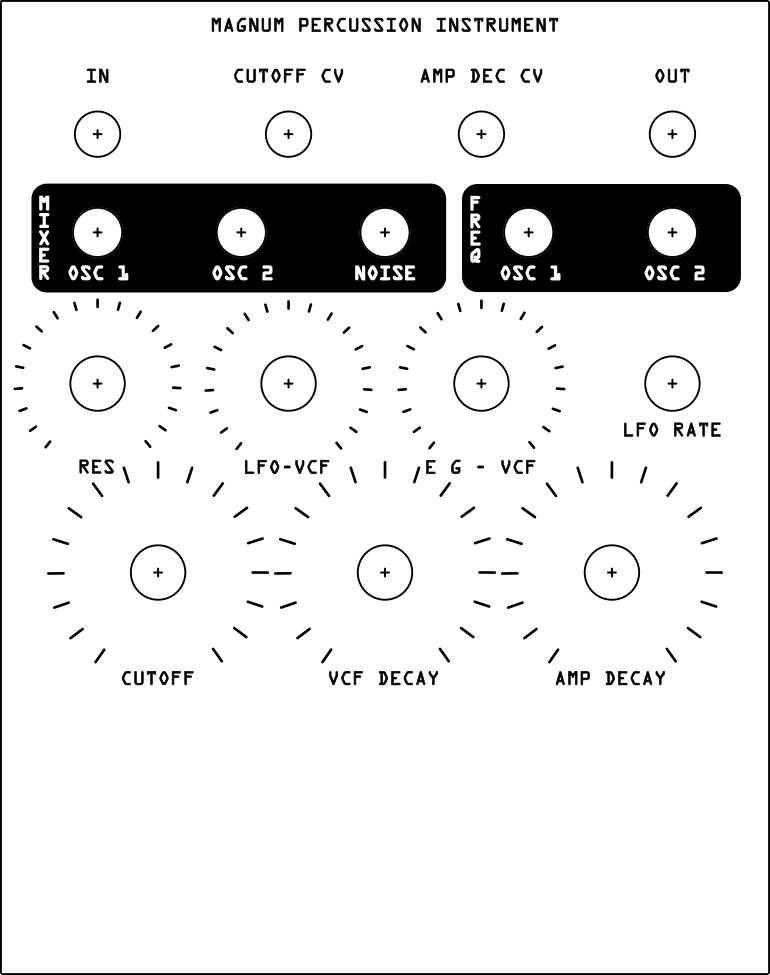 MAGNUM PERCUSSION INSTRUMENT
IN CUTOFF CV AMP DEC CV OUT
MIXER
OSC 1 OSC 2 NOISE
FREQ
OSC 1 OSC 2
LFO RATE
RES LFO-VCF E G - VCF
CUTOFF VCF DECAY AMP DECAY